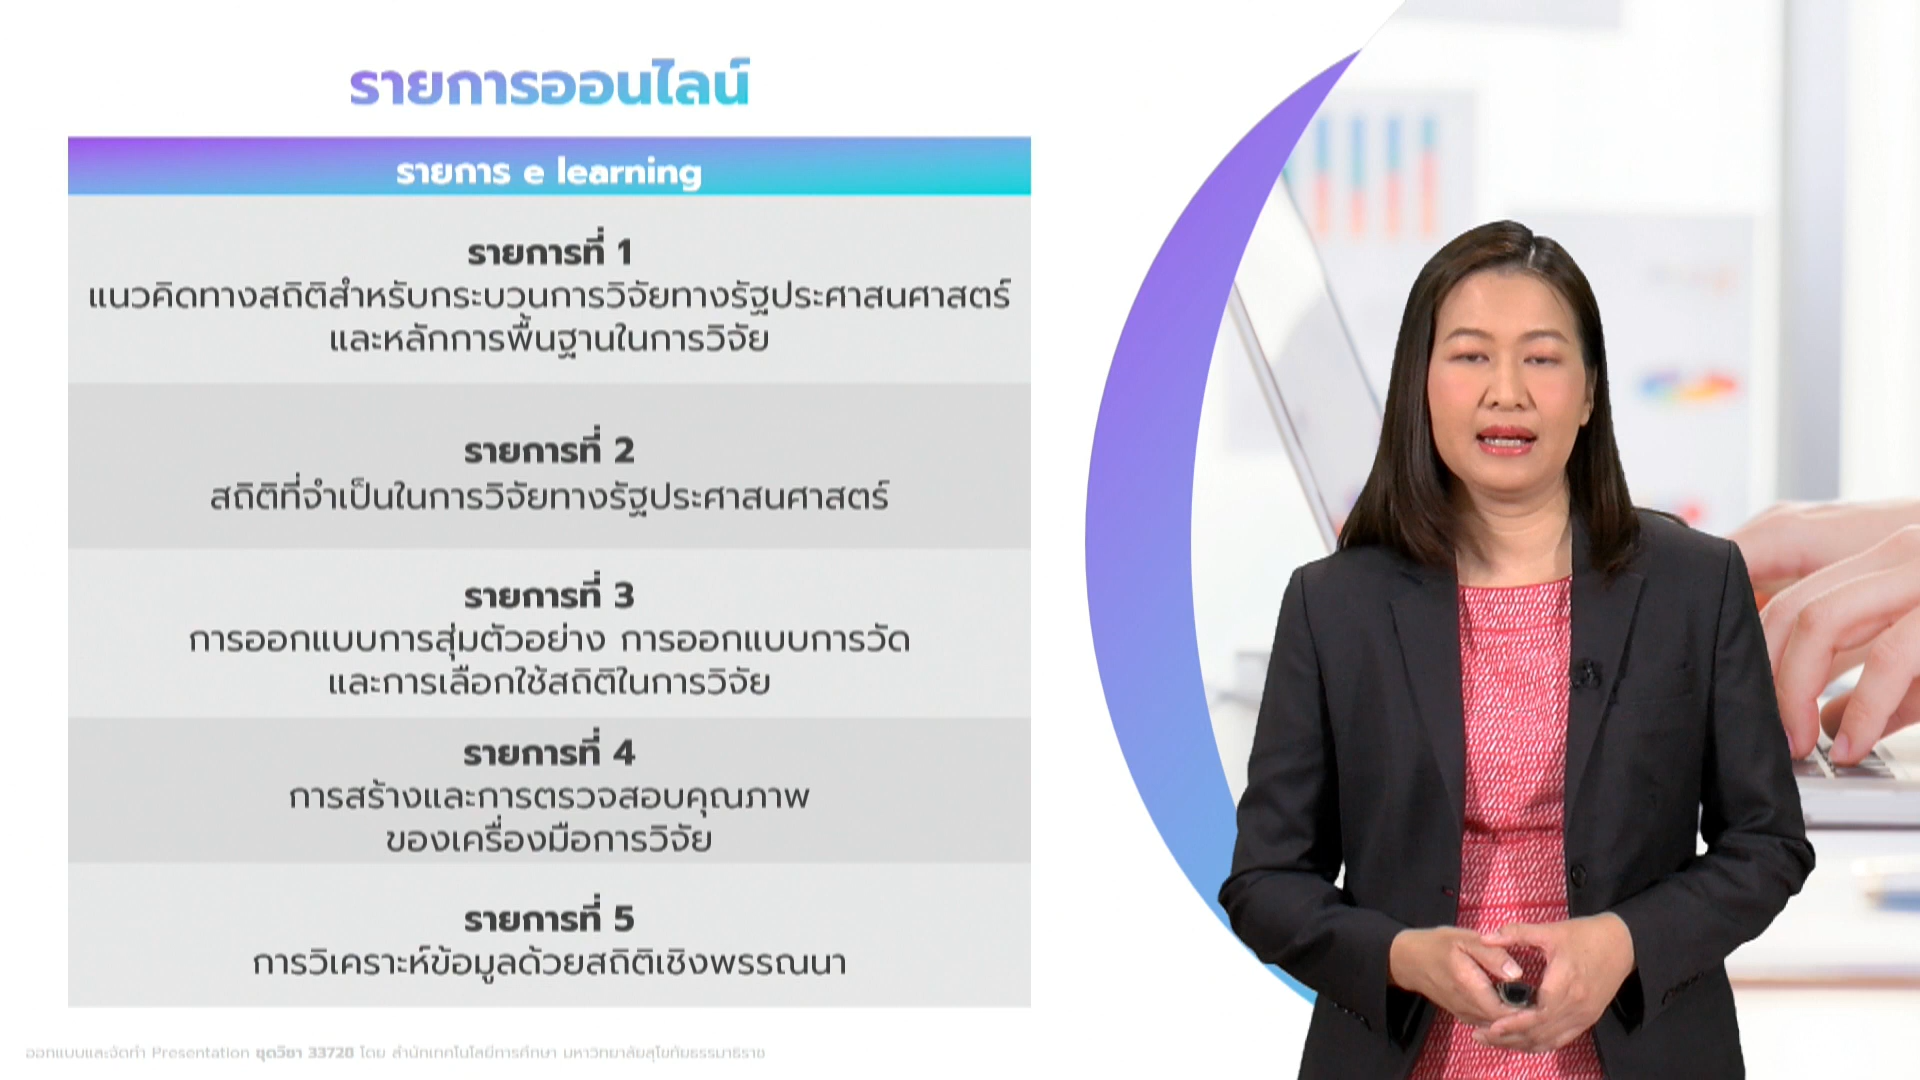 รายการออนไลน์
รายการ e learning
รายการที่ 1
แนวคิดทางสถิติสำหรับกระบวนการวิจัยทางรัฐประศาสนศาสตร์
และหลักการพื้นฐานในการวิจัย
รายการที่ 2
สถิติที่จำเป็นในการวิจัยทางรัฐประศาสนศาสตร์
รายการที่ 3
การออกแบบการสุ่มตัวอย่าง การออกแบบการวัด
และการเลือกใช้สถิติในการวิจัย
รายการที่ 4
การสร้างและการตรวจสอบคุณภาพ
ของเครื่องมือการวิจัย
รายการที่ 5
การวิเคราะห์ข้อมูลด้วยสถิติเชิงพรรณนา
ออกแบบและจัดทำ Presentation ชุดวิชา 33728 โดย สำนักเทคโนโลยีการศึกษา มหาวิทยาลัยสุโขทัยธรรมาธิราช